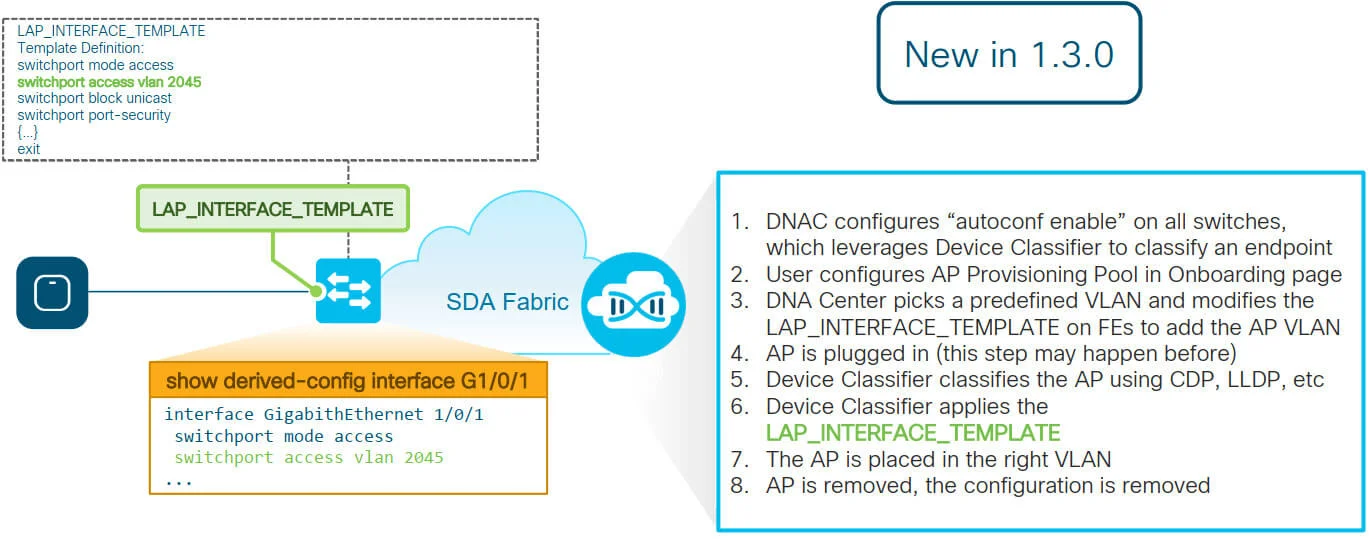 LAP_INTERFACE_TEMPLATE
Template Definition:
switchport mode access
switchport access vlan 2045
switchport block unicast
switchport port-security
{...}
exit
New in 1.3.0
LAP_INTERFACE_TEMPLATE
SDA Fabric
show derived-config interface G1/0/1
interface GigabithEthernet 1/0/1
switchport mode access
switchport access vlan 2045
...
1. DNAC configures “autoconf enable” on all switches,
which leverages Device Classifier to classify an endpoint
2. User configures AP Provisioning Pool in Onboarding page
3. DNA Center picks a predefined VLAN and modifies the
LAP_INTERFACE_TEMPLATE on FEs to add the AP VLAN
4. AP is plugged in (this step may happen before)
5. Device Classifier classifies the AP using CDP, LLDP, etc
6. Device Classifier applies the
LAP_INTERFACE_TEMPLATE
7. The AP is placed in the right VLAN
8. AP is removed, the configuration is removed